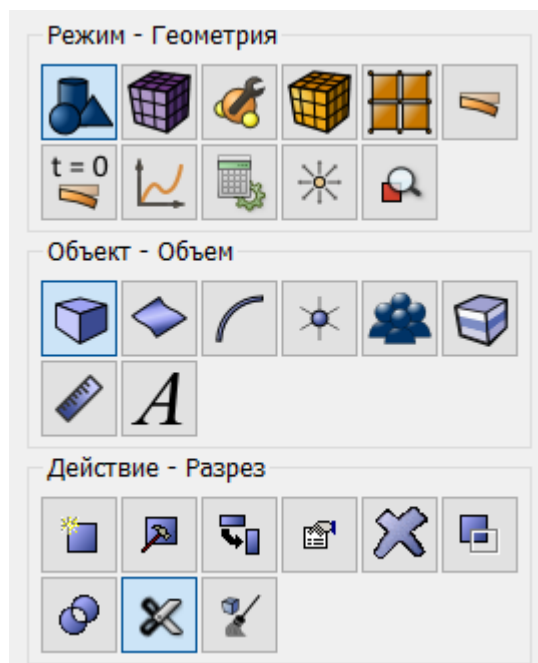 Режим - Геометрия
t = 0
Объект - Объем
A
Действие - Разрез